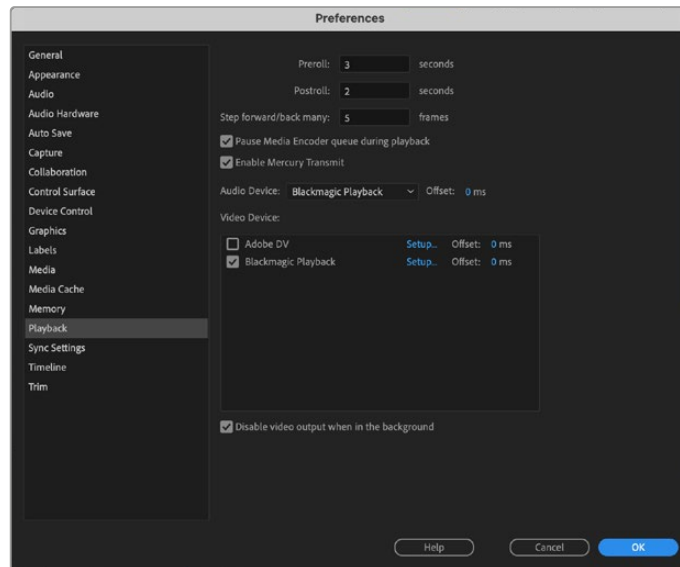 Preferences
General
Appearance
Audio
Audio Hardware
Auto Save
Capture
Collaboration
Control Surface
Device Control
Graphics
Labels
Media
Media Cache
Memory
Playback
Sync Settings
Timeline
Trim
Preroll: 3 seconds
Postroll: 2 seconds
Step forward/back many: 5 frames
Pause Media Encoder queue during playback
Enable Mercury Transmit
Audio Device: Blackmagic Playback Offset: 0 ms
Video Device:
Adobe DV Setup... Offset: 0 ms
Blackmagic Playback Setup... Offset: 0 ms
Disable video output when in the background
Help Cancel OK